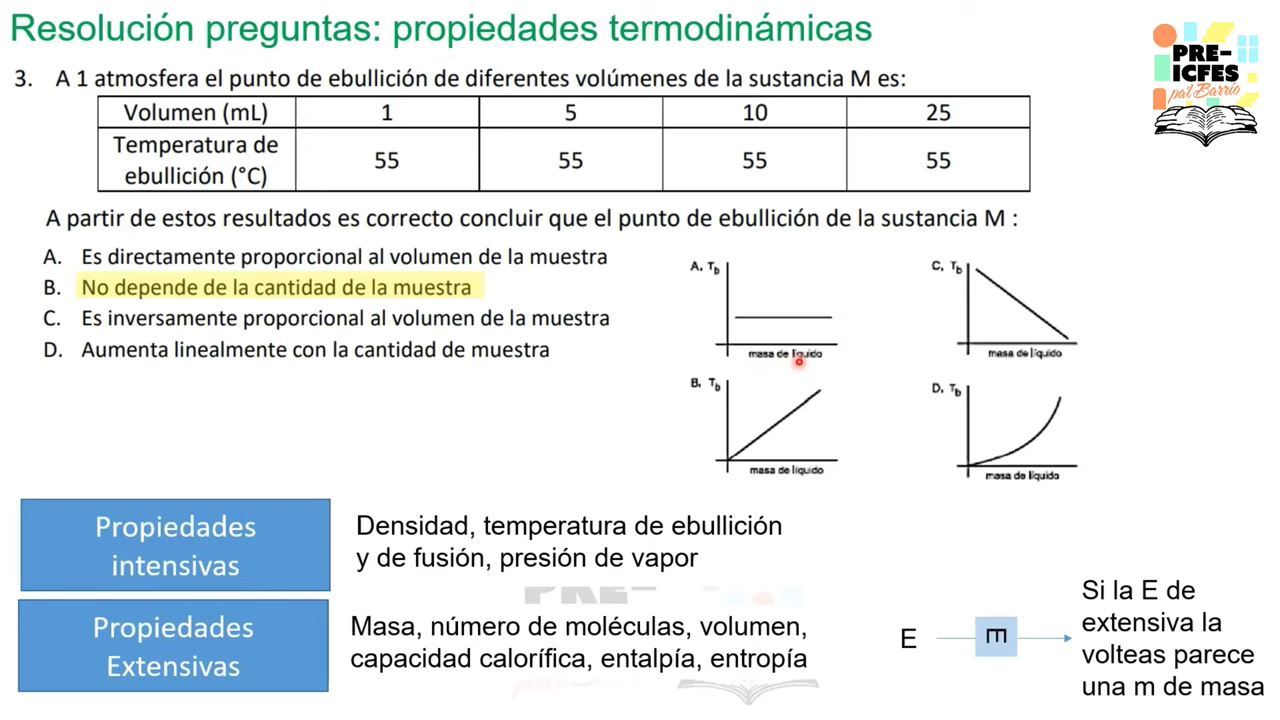 Resolución preguntas: propiedades termodinámicas
PRE-
ICFES
pal Barrio
3. A 1 atmosfera el punto de ebullición de diferentes volúmenes de la sustancia M es:
Volumen (mL) 1 5 10 25
Temperatura de
ebullición (°C) 55 55 55 55
A partir de estos resultados es correcto concluir que el punto de ebullición de la sustancia M :
A. Es directamente proporcional al volumen de la muestra
B. No depende de la cantidad de la muestra
C. Es inversamente proporcional al volumen de la muestra
D. Aumenta linealmente con la cantidad de muestra
A. Tb
masa de líquido
C. Tb
masa de líquido
B. Tb
masa de líquido
D. Tb
masa de líquido
Propiedades
intensivas
Densidad, temperatura de ebullición
y de fusión, presión de vapor
PRE-
Propiedades
Extensivas
Masa, número de moléculas, volumen,
capacidad calorífica, entalpía, entropía
E
E
Si la E de
extensiva la
volteas parece
una m de masa